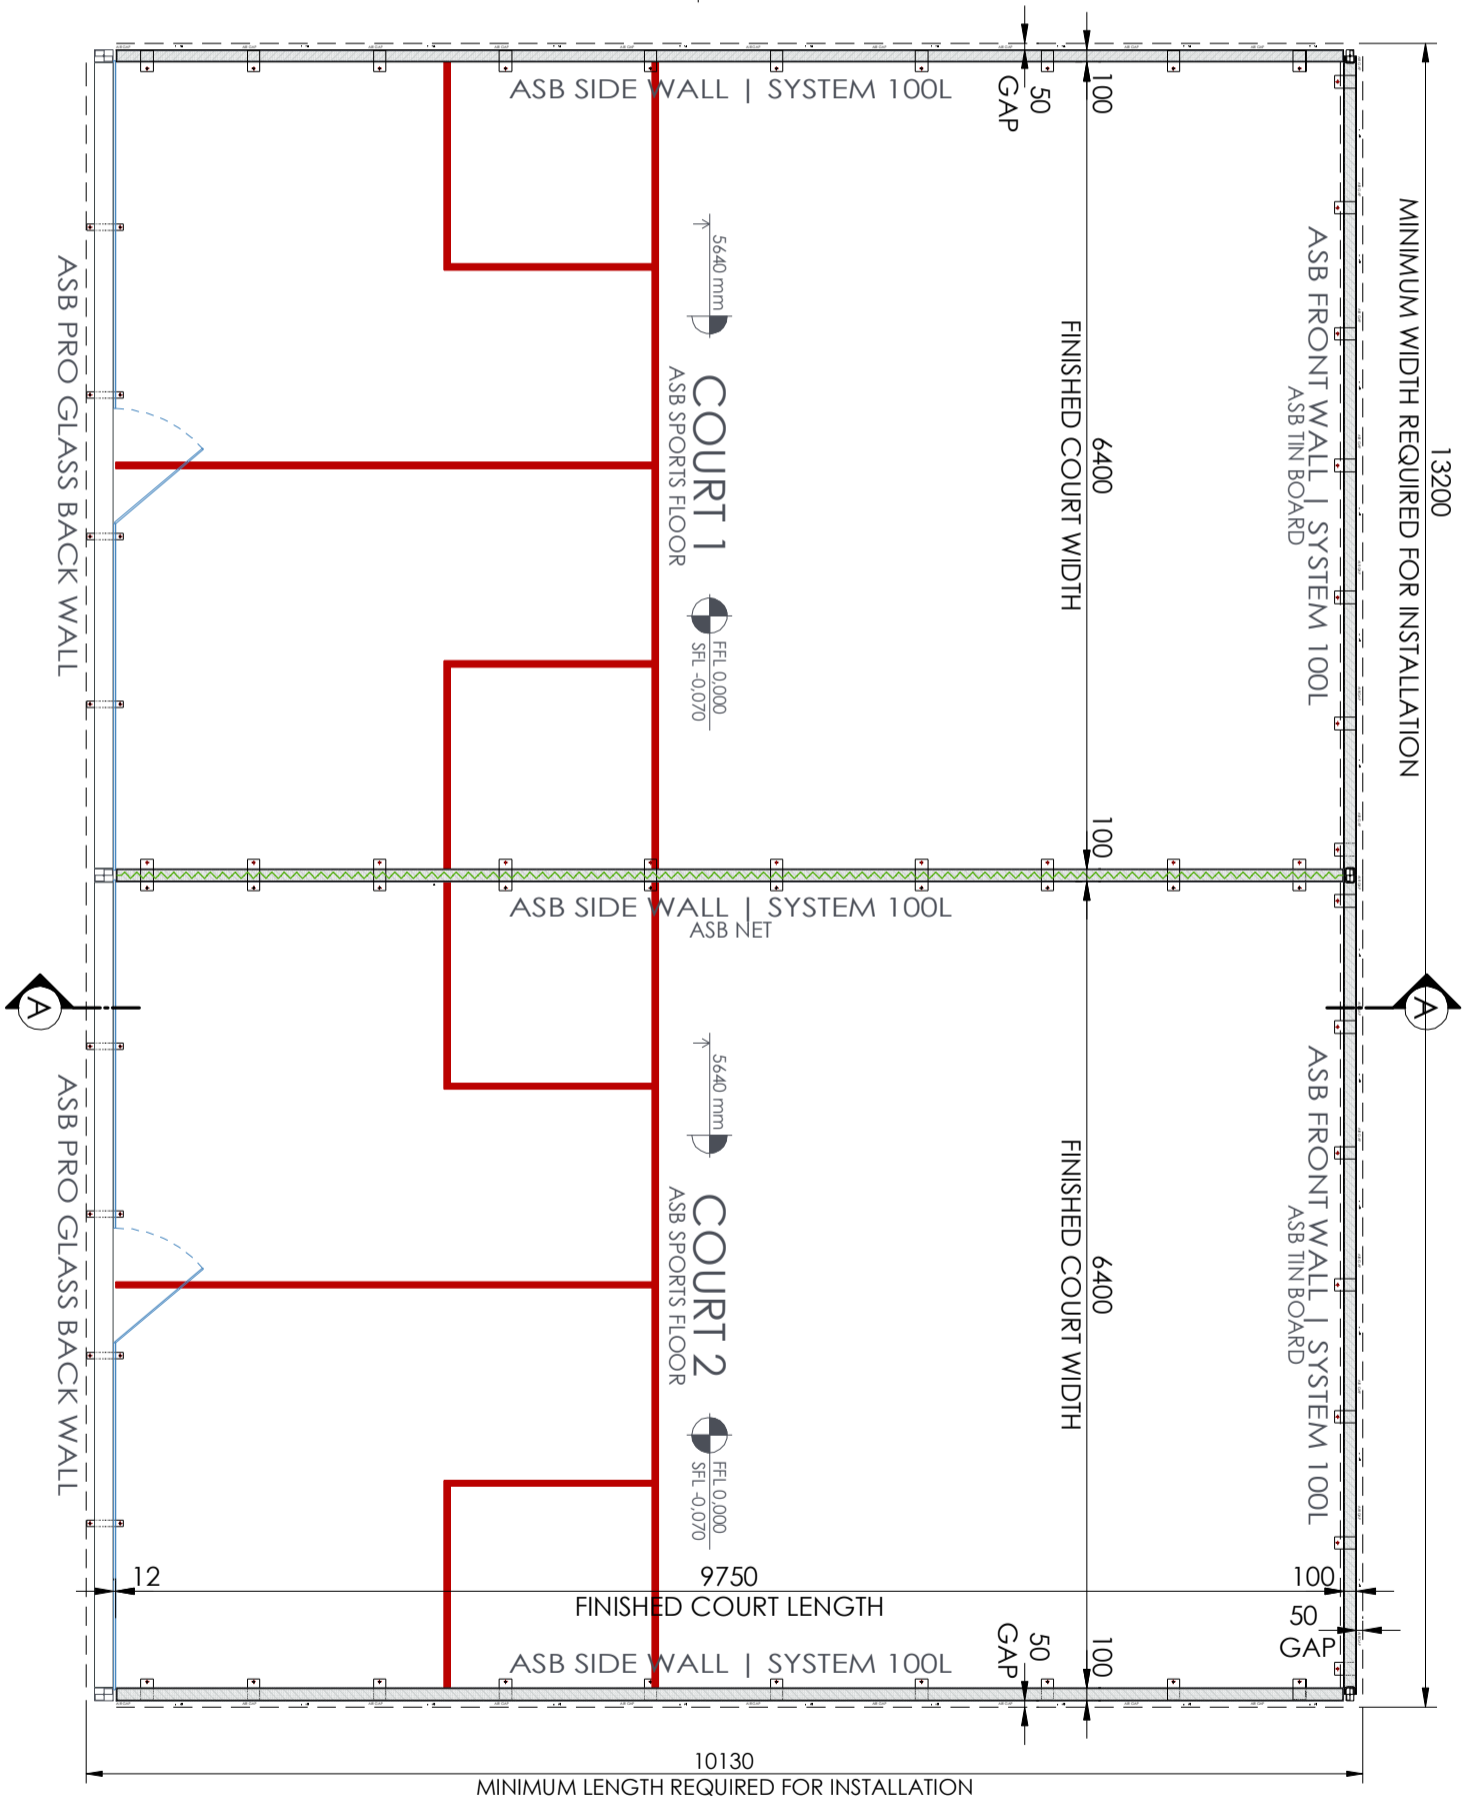 50
GAP
100
ASB SIDE WALL | SYSTEM 100L
13200
MINIMUM WIDTH REQUIRED FOR INSTALLATION
ASB FRONT WALL | SYSTEM 100L
ASB TIN BOARD
6400
FINISHED COURT WIDTH
5640 mm
COURT 1
ASB SPORTS FLOOR
FFL 0,000
SFL -0,070
ASB PRO GLASS BACK WALL
100
ASB SIDE WALL | SYSTEM 100L
ASB NET
A
A
ASB FRONT WALL | SYSTEM 100L
ASB TIN BOARD
6400
FINISHED COURT WIDTH
5640 mm
COURT 2
ASB SPORTS FLOOR
FFL 0,000
SFL -0,070
ASB PRO GLASS BACK WALL
12
9750
100
FINISHED COURT LENGTH
50
GAP
50
GAP
100
ASB SIDE WALL | SYSTEM 100L
10130
MINIMUM LENGTH REQUIRED FOR INSTALLATION